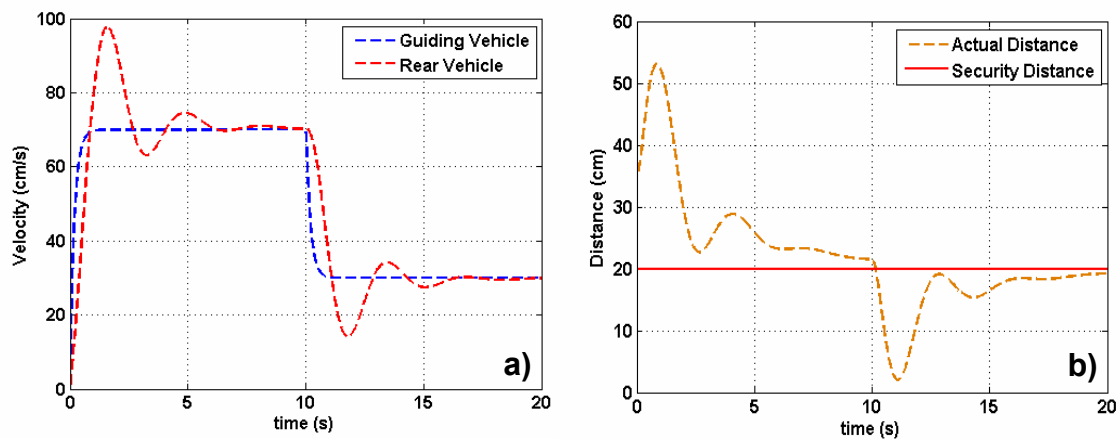 100
80
60
40
20
0
Velocity (cm/s)
Guiding Vehicle
Rear Vehicle
a)
0
5
10
15
20
time (s)
60
50
40
30
20
10
0
Distance (cm)
Actual Distance
Security Distance
b)
0
5
10
15
20
time (s)